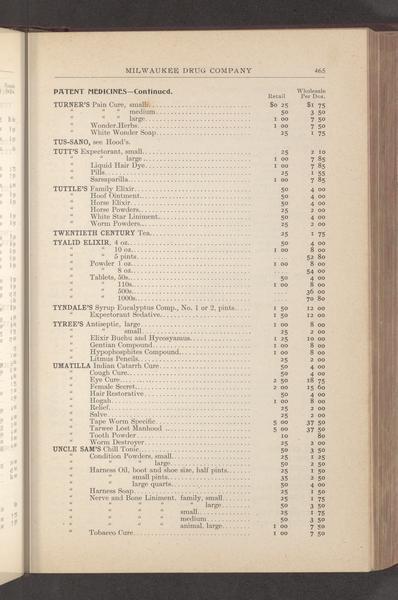 MILWAUKEE DRUG COMPANY 465
PATENT MEDICINES—Continued. Retail Wholesale Per Doz.
TURNER'S Pain Cure, small $0 25 $1 75
" " " medium 50 3 50
" " " large 1 00 7 50
" Wonder Herbs 1 00 7 50
" White Wonder Soap 25 1 75
TUS-SANO, see Hood's.
TUTT'S Expectorant, small 25 2 10
" " large 1 00 7 85
" Liquid Hair Dye 1 00 7 85
" Pills 25 1 55
" Sarsaparilla 1 00 7 85
TUTTLE'S Family Elixir 50 4 00
" Hoof Ointment 50 4 00
" Horse Elixir 50 4 00
" Horse Powders 25 2 00
" White Star Liniment 50 4 00
" Worm Powders 25 2 00
TWENTIETH CENTURY Tea 25 1 75
TYALID ELIXIR, 4 oz. 50 4 00
" " 10 oz. 1 00 8 00
" " 5 pints 52 80
" Powder 1 oz. 1 00 8 00
" " 8 oz. 54 00
" Tablets, 50s 50 4 00
" " 110s 1 00 8 00
" " 500s 36 00
" " 1000s 70 80
TYNDALE'S Syrup Eucalyptus Comp., No. 1 or 2, pints 1 50 12 00
" Expectorant Sedative 1 50 12 00
TYREE'S Antiseptic, large 1 00 8 00
" " small 25 2 00
" Elixir Buchu and Hyoscyamus 1 25 10 00
" Gentian Compound 1 00 8 00
" Hypophosphites Compound 1 00 8 00
" Litmus Pencils 25 2 00
UMATILLA Indian Catarrh Cure 50 4 00
" Cough Cure 50 4 00
" Eye Cure 2 50 18 75
" Female Secret 2 00 15 60
" Hair Restorative 50 4 00
" Hogah 1 00 8 00
" Relief 25 2 00
" Salve 25 2 00
" Tape Worm Specific 5 00 37 50
" Tarwee Lost Manhood 5 00 37 50
" Tooth Powder 10 80
" Worm Destroyer 25 2 00
UNCLE SAM'S Chill Tonic 50 3 50
" Condition Powders, small 25 1 25
" " " large 50 2 50
" Harness Oil, boot and shoe size, half pints 25 1 50
" " " small pints 35 2 50
" " " large quarts 50 4 00
" Harness Soap 25 1 50
" Nerve and Bone Liniment, family, small 25 1 75
" " " " " large 50 3 50
" " " " small 25 1 75
" " " " medium 50 3 50
" " " " animal, large 1 00 7 50
" Tobacco Cure 1 00 7 50